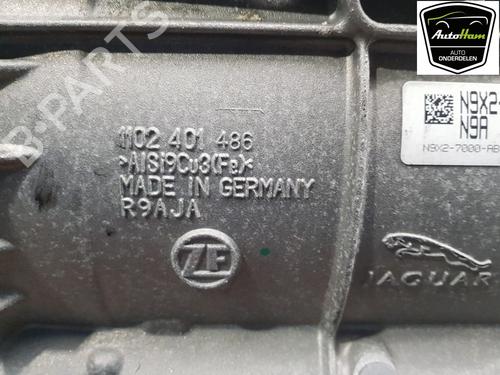 AutoHam
AUTO
ONDERDELEN
N9X2-
N9A
N9X2-7000-AB
1102 401 486
>AlSi9Cu3(Fe)<
MADE IN GERMANY
R9AJA
ZF
JAGUAR
B-PARTS